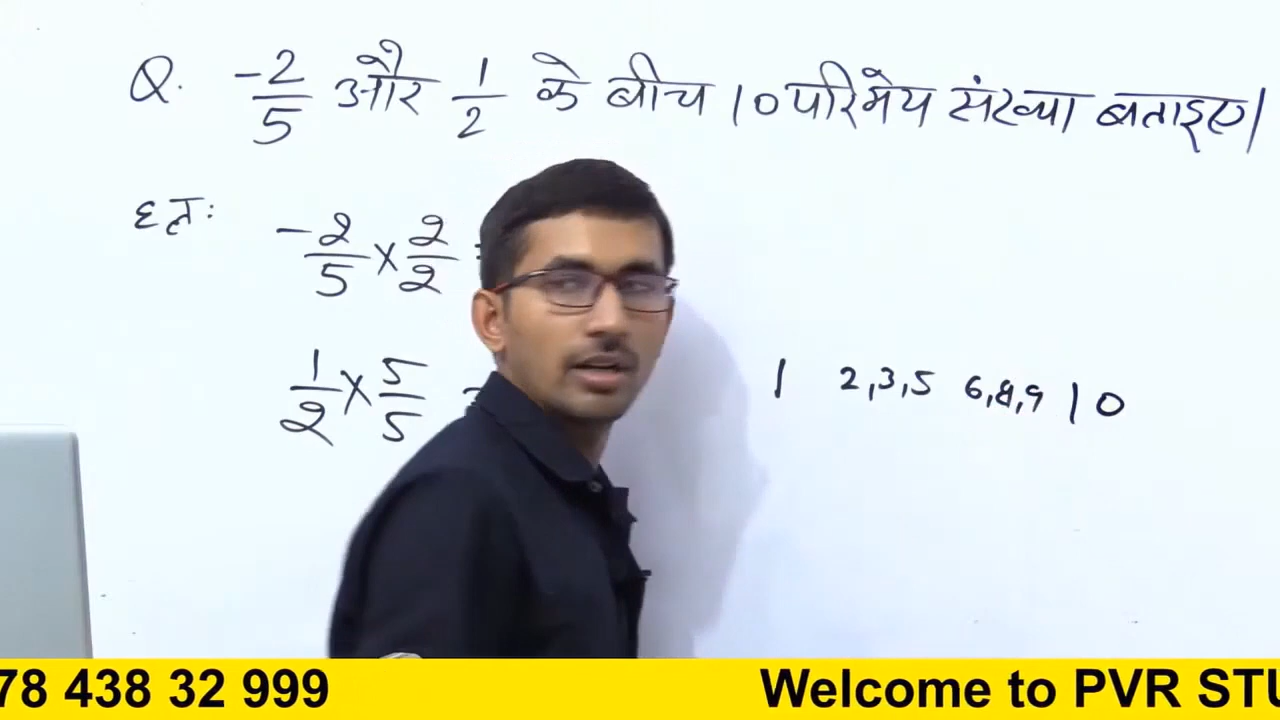 Q. -2/5 और 1/2 के बीच 10 परिमेय संख्या बताइए।
हल:
-2/5 × 2/2 =
1/2 × 5/5 =
1 2,3,5 6,8,9 10
78 438 32 999
Welcome to PVR STU